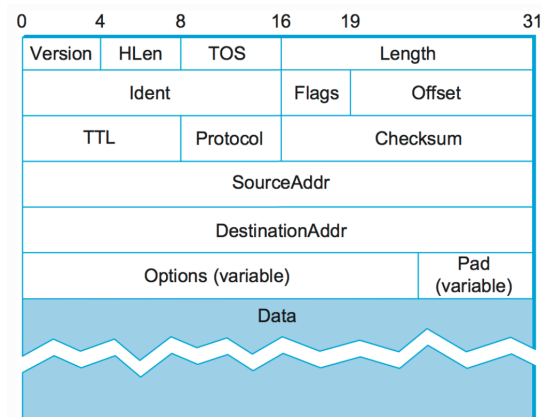 0 4 8 16 19 31
Version HLen TOS Length
Ident Flags Offset
TTL Protocol Checksum
SourceAddr
DestinationAddr
Options (variable) Pad
(variable)
Data